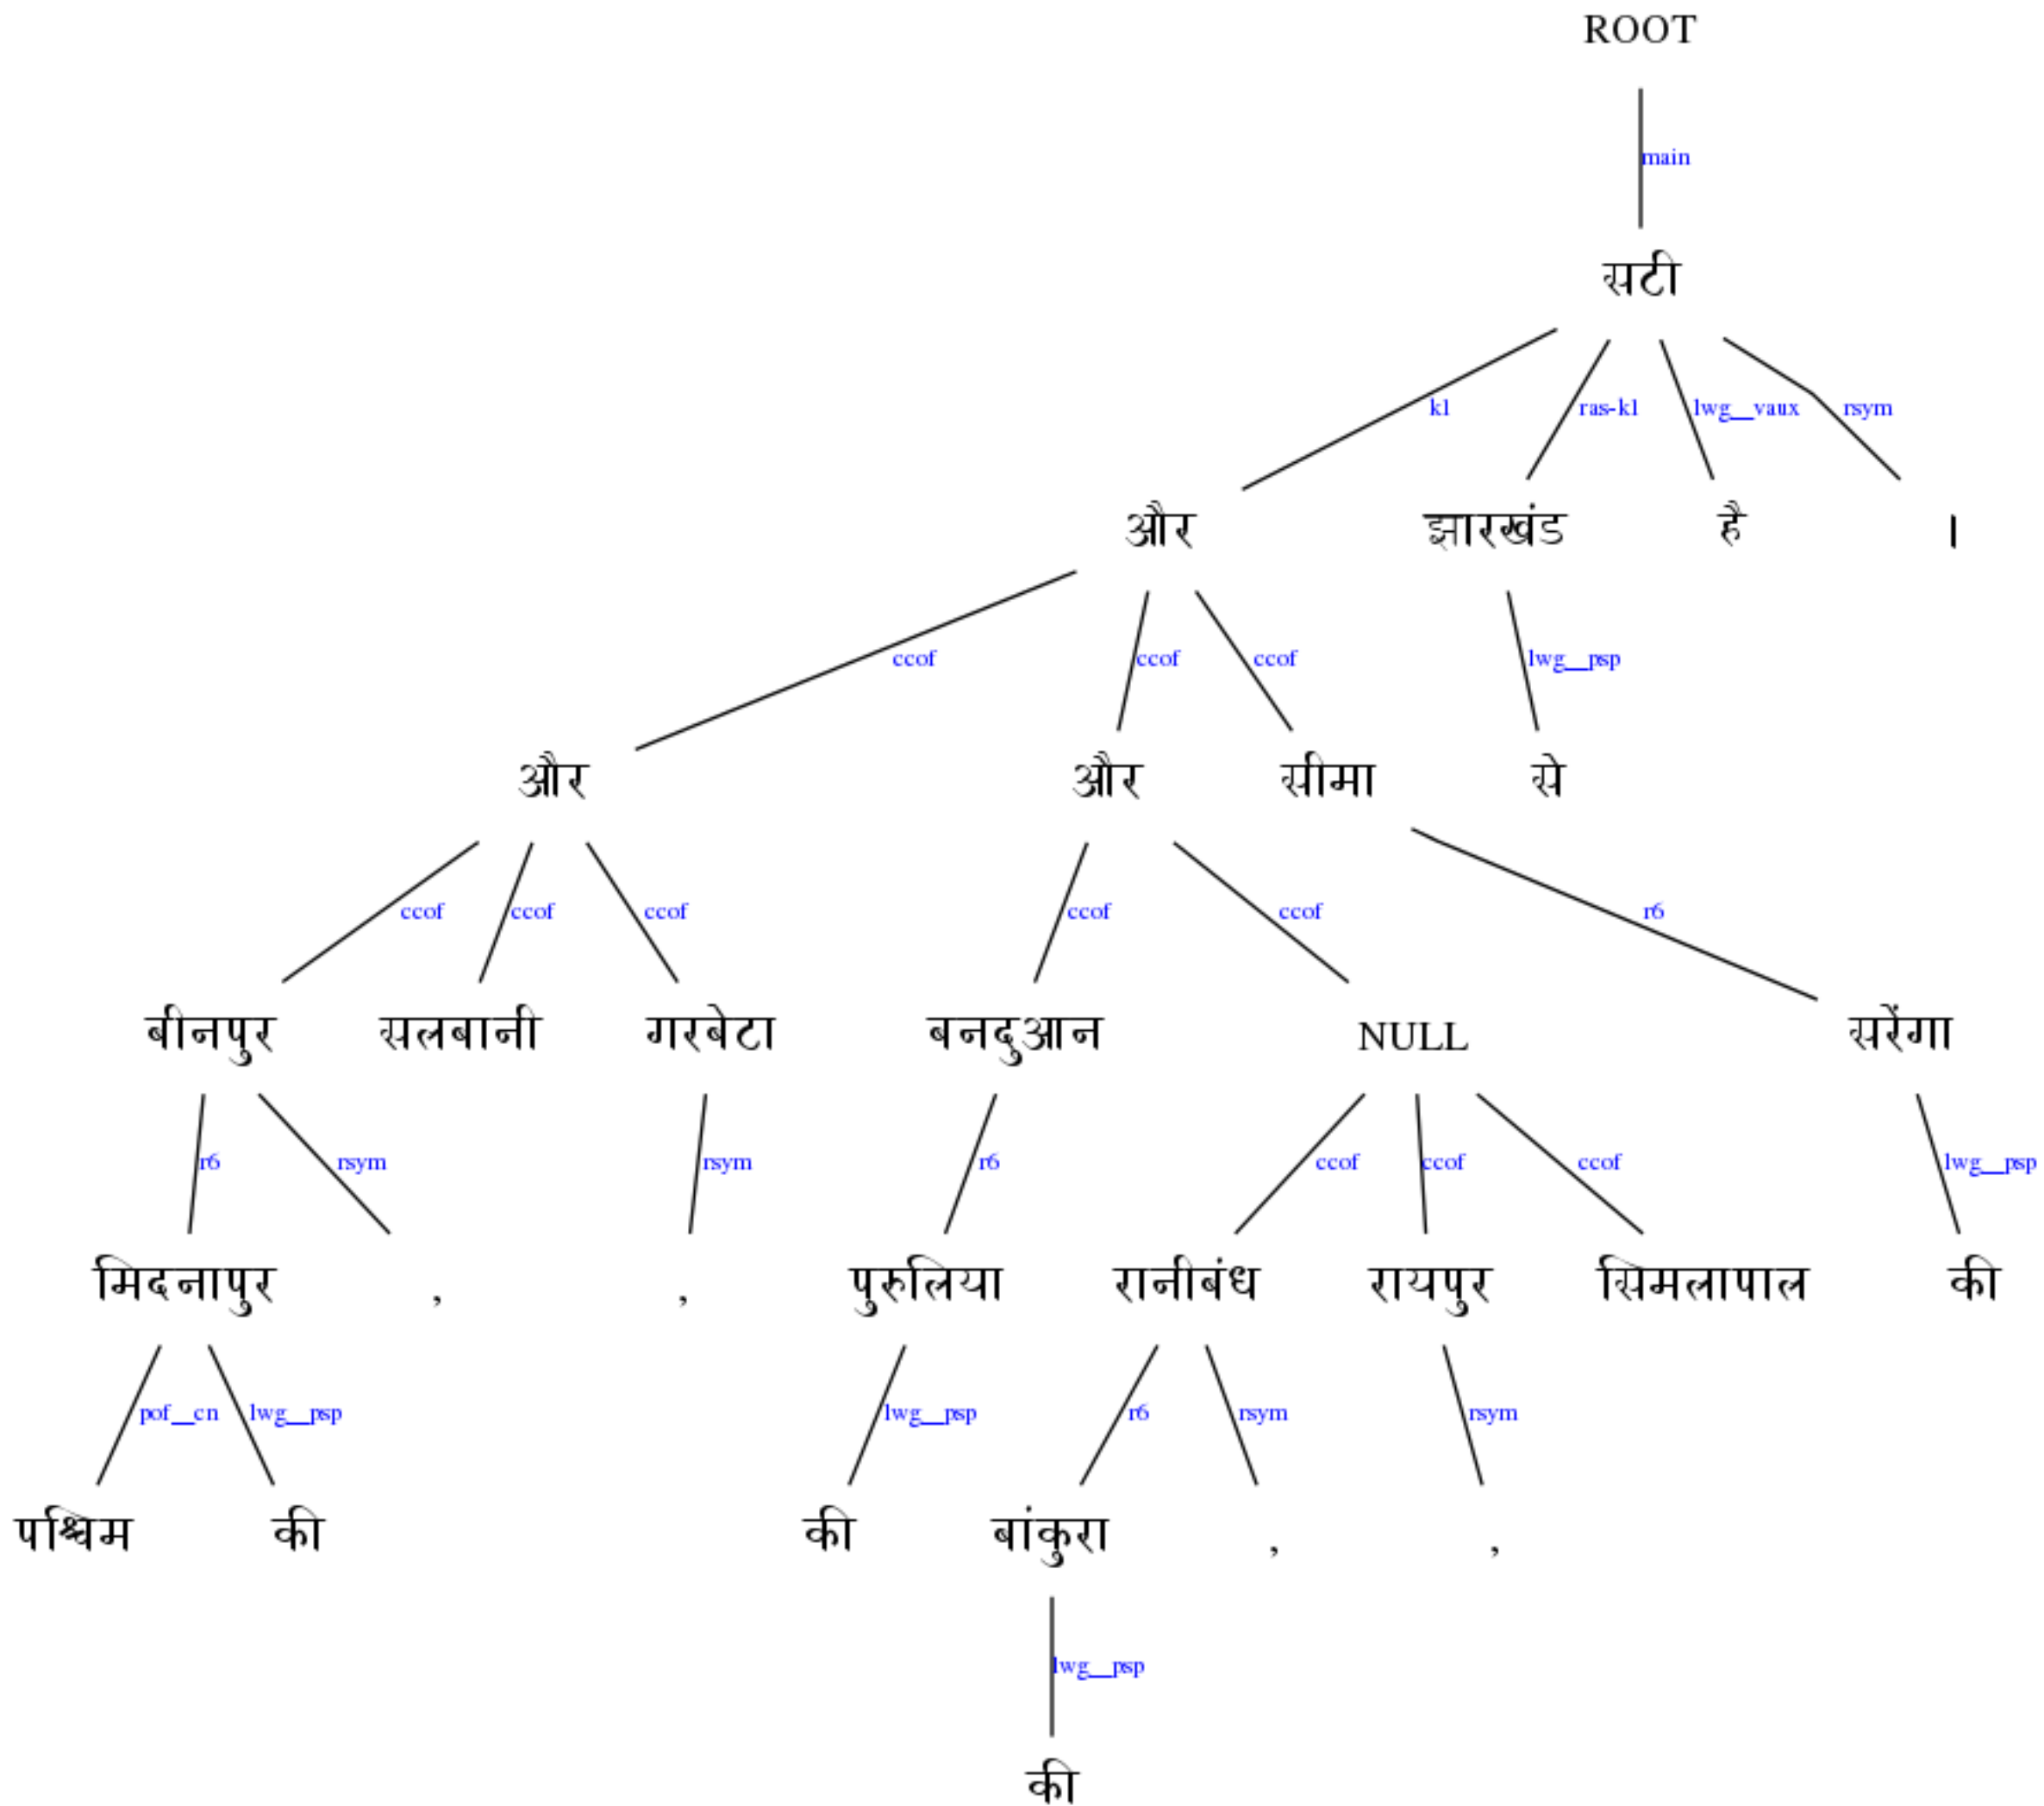 ROOT
main
सटी
k1 ras-k1 lwg__vaux rsym
और झारखंड है ।
ccof ccof ccof lwg__psp
और और सीमा से
ccof ccof ccof ccof ccof r6
बीनपुर सलबानी गरबेटा बनदुआन NULL सरेंगा
r6 rsym rsym r6 ccof ccof ccof lwg__psp
मिदनापुर , , पुरुलिया रानीबंध रायपुर सिमलापाल की
pof__cn lwg__psp lwg__psp r6 rsym rsym
पश्चिम की की बांकुरा , ,
lwg__psp
की